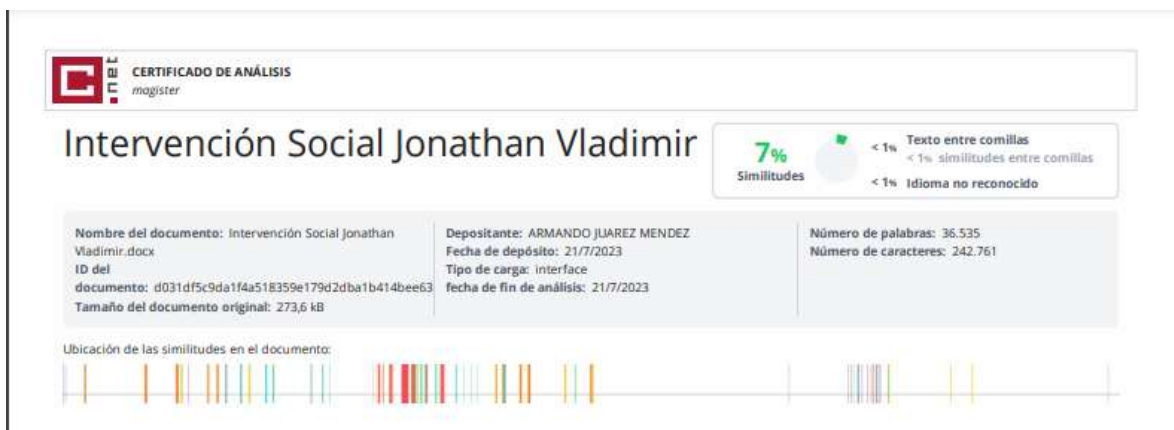 C
.net
CERTIFICADO DE ANÁLISIS
magister
Intervención Social Jonathan Vladimir
7%
Similitudes
< 1% Texto entre comillas
< 1% similitudes entre comillas
< 1% Idioma no reconocido
Nombre del documento: Intervención Social Jonathan
Vladimir.docx
ID del
documento: d031df5c9da1f4a518359e179d2dba1b414bee63
Tamaño del documento original: 273,6 kB
Depositante: ARMANDO JUAREZ MENDEZ
Fecha de depósito: 21/7/2023
Tipo de carga: interface
fecha de fin de análisis: 21/7/2023
Número de palabras: 36.535
Número de caracteres: 242.761
Ubicación de las similitudes en el documento: